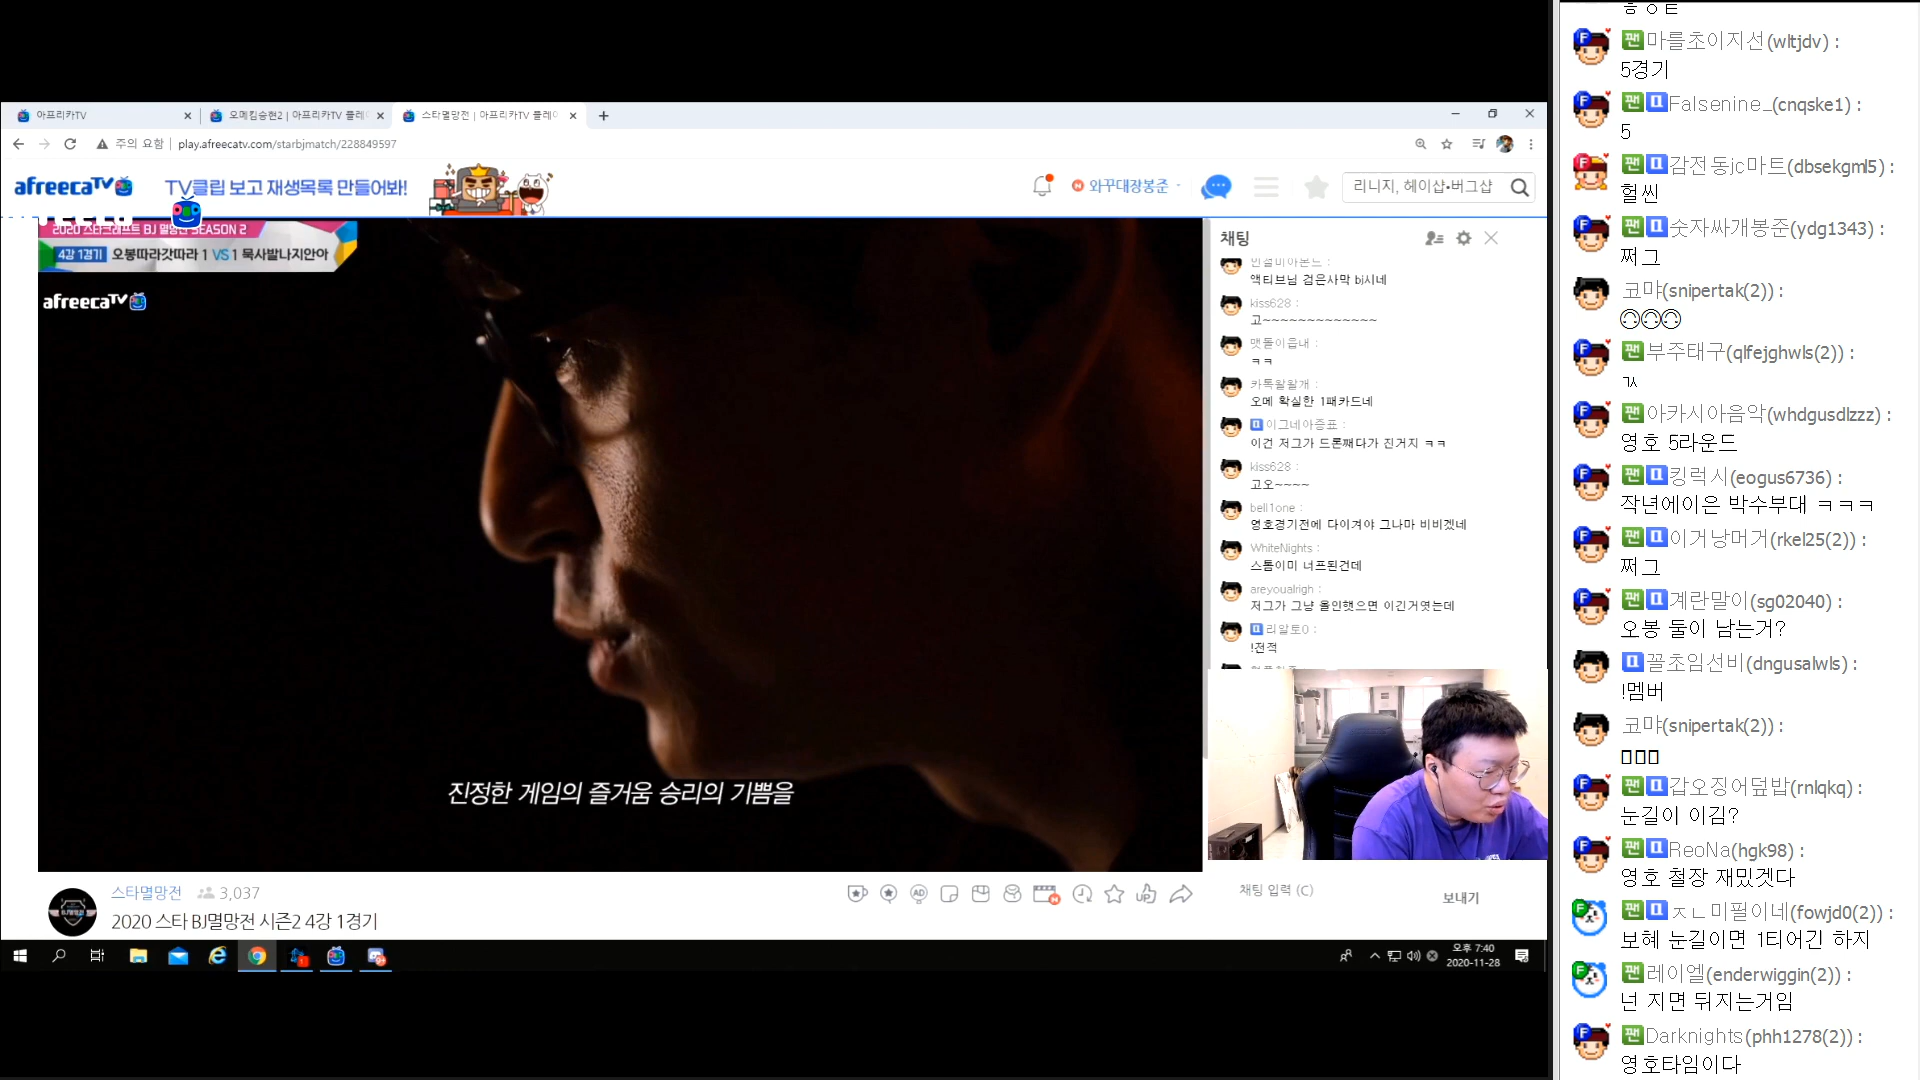 아프리카TV
오메킴승현2 | 아프리카TV 플레이
스타멸망전 | 아프리카TV 플레이
주의 요함 | play.afreecatv.com/starbjmatch/228849597
afreecaTV
TV클립 보고 재생목록 만들어봐!
와꾸대장봉준
리니지, 헤이샵•버그샵
2020 스타크래프트 BJ 멸망전 SEASON 2
4강 1경기 오봉따라갓따라 1 VS 1 묵사발나지안아
afreecaTV
진정한 게임의 즐거움 승리의 기쁨을
채팅
인절미아몬드 :
액티브님 검은사막 bj시네
kiss628 :
고~~~~~~~~~~~~~
맷돌이읍내 :
ㅋㅋ
카톡왈왈개 :
오메 확실한 1패카드네
이그네아증표 :
이건 저그가 드론째다가 진거지 ㅋㅋ
kiss628 :
고오~~~~
bell1one :
영호경기전에 다이겨야 그나마 비비겠네
WhiteNights :
스톰이미 너프된건데
areyoualrigh :
저그가 그냥 올인햇으면 이긴거엿는데
리알토0 :
!전적
채팅 입력 (C)
보내기
스타멸망전 3,037
2020 스타 BJ멸망전 시즌2 4강 1경기
오후 7:40
2020-11-28
ㅎㅇㅌ
팬 마를초이지선(wltjdv) :
5경기
팬 Falsenine_(cnqske1) :
5
팬 감전동jc마트(dbsekgml5) :
헐씬
팬 숫자싸개봉준(ydg1343) :
쩌그
코먀(snipertak(2)) :
팬 부주태구(qlfejghwls(2)) :
ㄳ
팬 아카시아음악(whdgusdlzzz) :
영호 5라운드
팬 킹럭시(eogus6736) :
작년에이은 박수부대 ㅋㅋㅋ
팬 이거낭머거(rkel25(2)) :
쩌그
팬 계란말이(sg02040) :
오봉 둘이 남는거?
꼴초임선비(dngusalwls) :
!멤버
코먀(snipertak(2)) :
팬 갑오징어덮밥(rnlqkq) :
눈길이 이김?
팬 ReoNa(hgk98) :
영호 철장 재밌겟다
팬 ㅈㄴ미필이네(fowjd0(2)) :
보혜 눈길이면 1티어긴 하지
팬 레이엘(enderwiggin(2)) :
넌 지면 뒤지는거임
팬 Darknights(phh1278(2)) :
영호타임이다